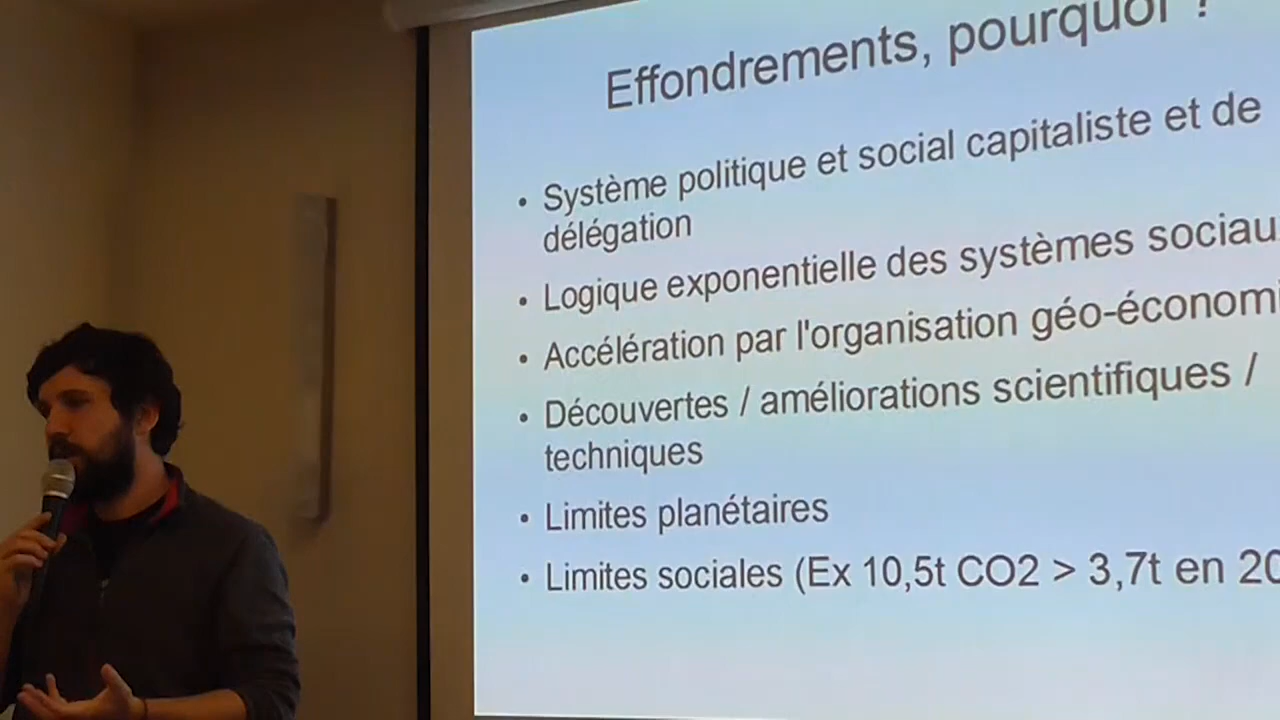 Effondrements, pourquoi ?
• Système politique et social capitaliste et de
délégation
• Logique exponentielle des systèmes sociau
• Accélération par l'organisation géo-économi
• Découvertes / améliorations scientifiques /
techniques
• Limites planétaires
• Limites sociales (Ex 10,5t CO2 > 3,7t en 20